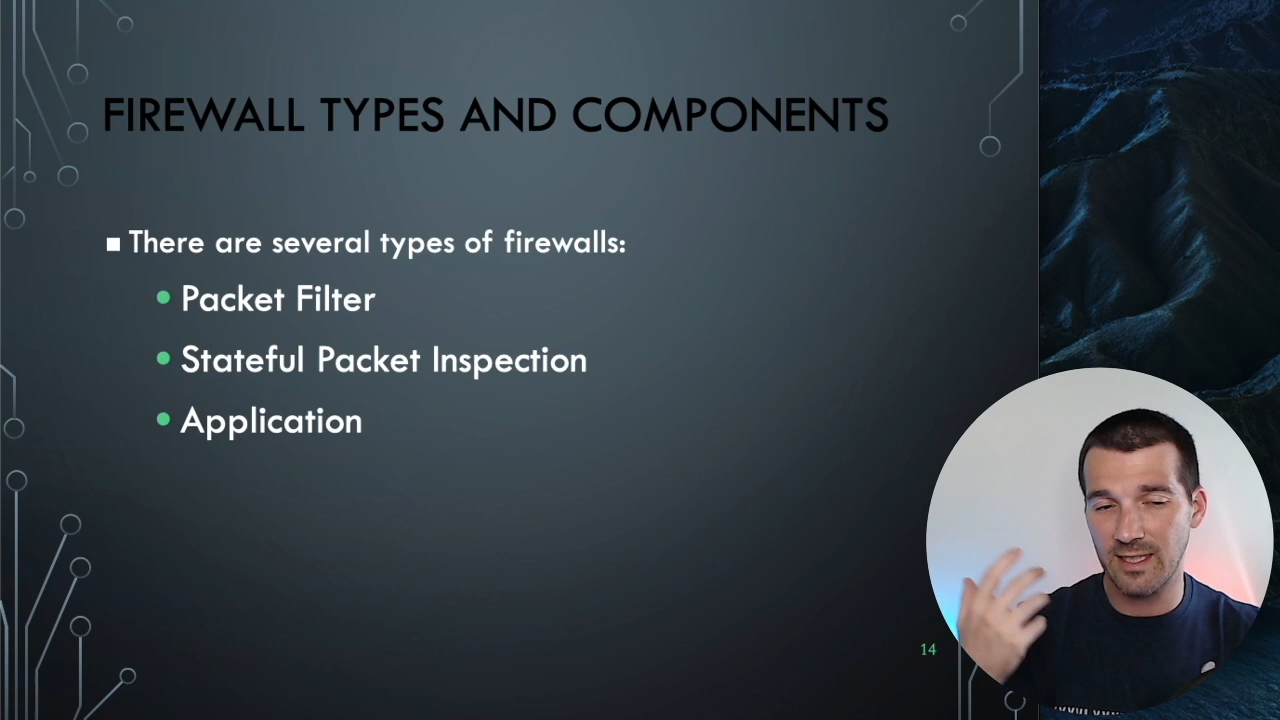 FIREWALL TYPES AND COMPONENTS
There are several types of firewalls:
Packet Filter
Stateful Packet Inspection
Application
14